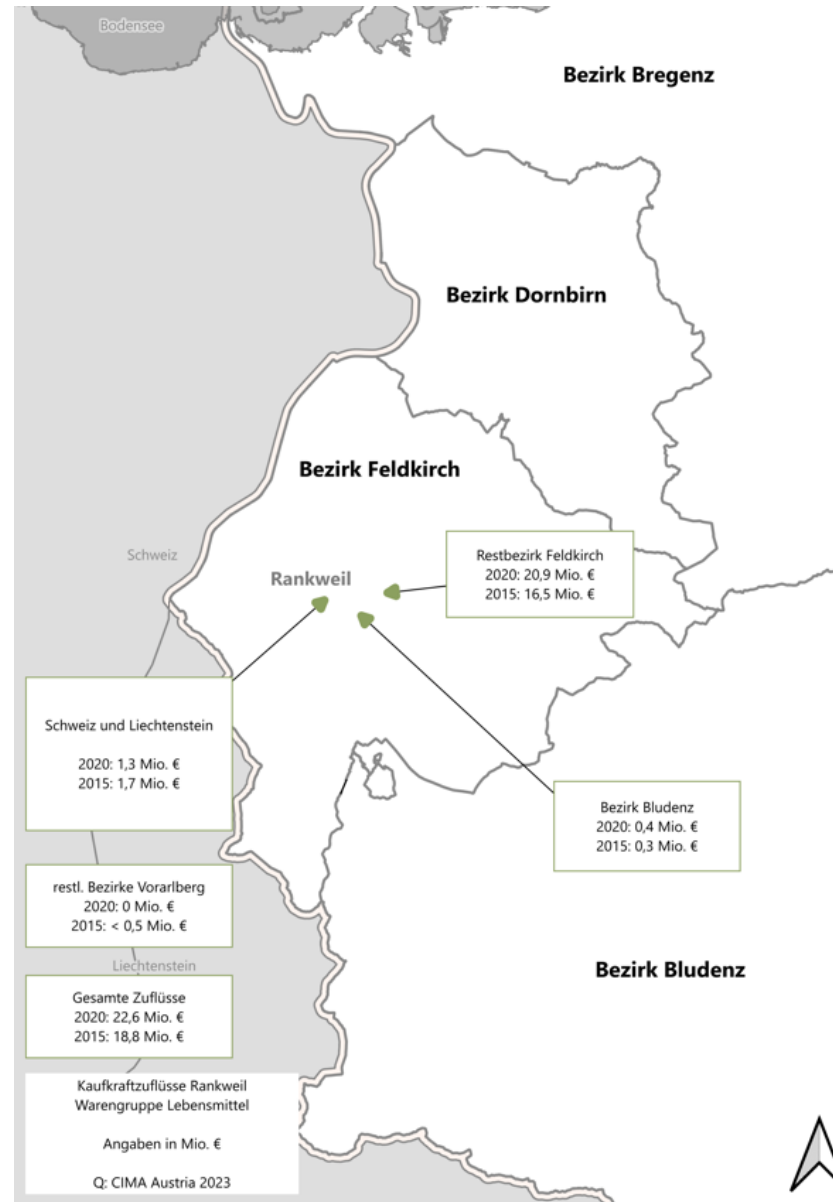 Bodensee
Bezirk Bregenz
Bezirk Dornbirn
Bezirk Feldkirch
Schweiz
Rankweil
Restbezirk Feldkirch
2020: 20,9 Mio. €
2015: 16,5 Mio. €
Schweiz und Liechtenstein
2020: 1,3 Mio. €
2015: 1,7 Mio. €
Bezirk Bludenz
2020: 0,4 Mio. €
2015: 0,3 Mio. €
restl. Bezirke Vorarlberg
2020: 0 Mio. €
2015: < 0,5 Mio. €
Liechtenstein
Bezirk Bludenz
Gesamte Zuflüsse
2020: 22,6 Mio. €
2015: 18,8 Mio. €
Kaufkraftzuflüsse Rankweil
Warengruppe Lebensmittel
Angaben in Mio. €
Q: CIMA Austria 2023